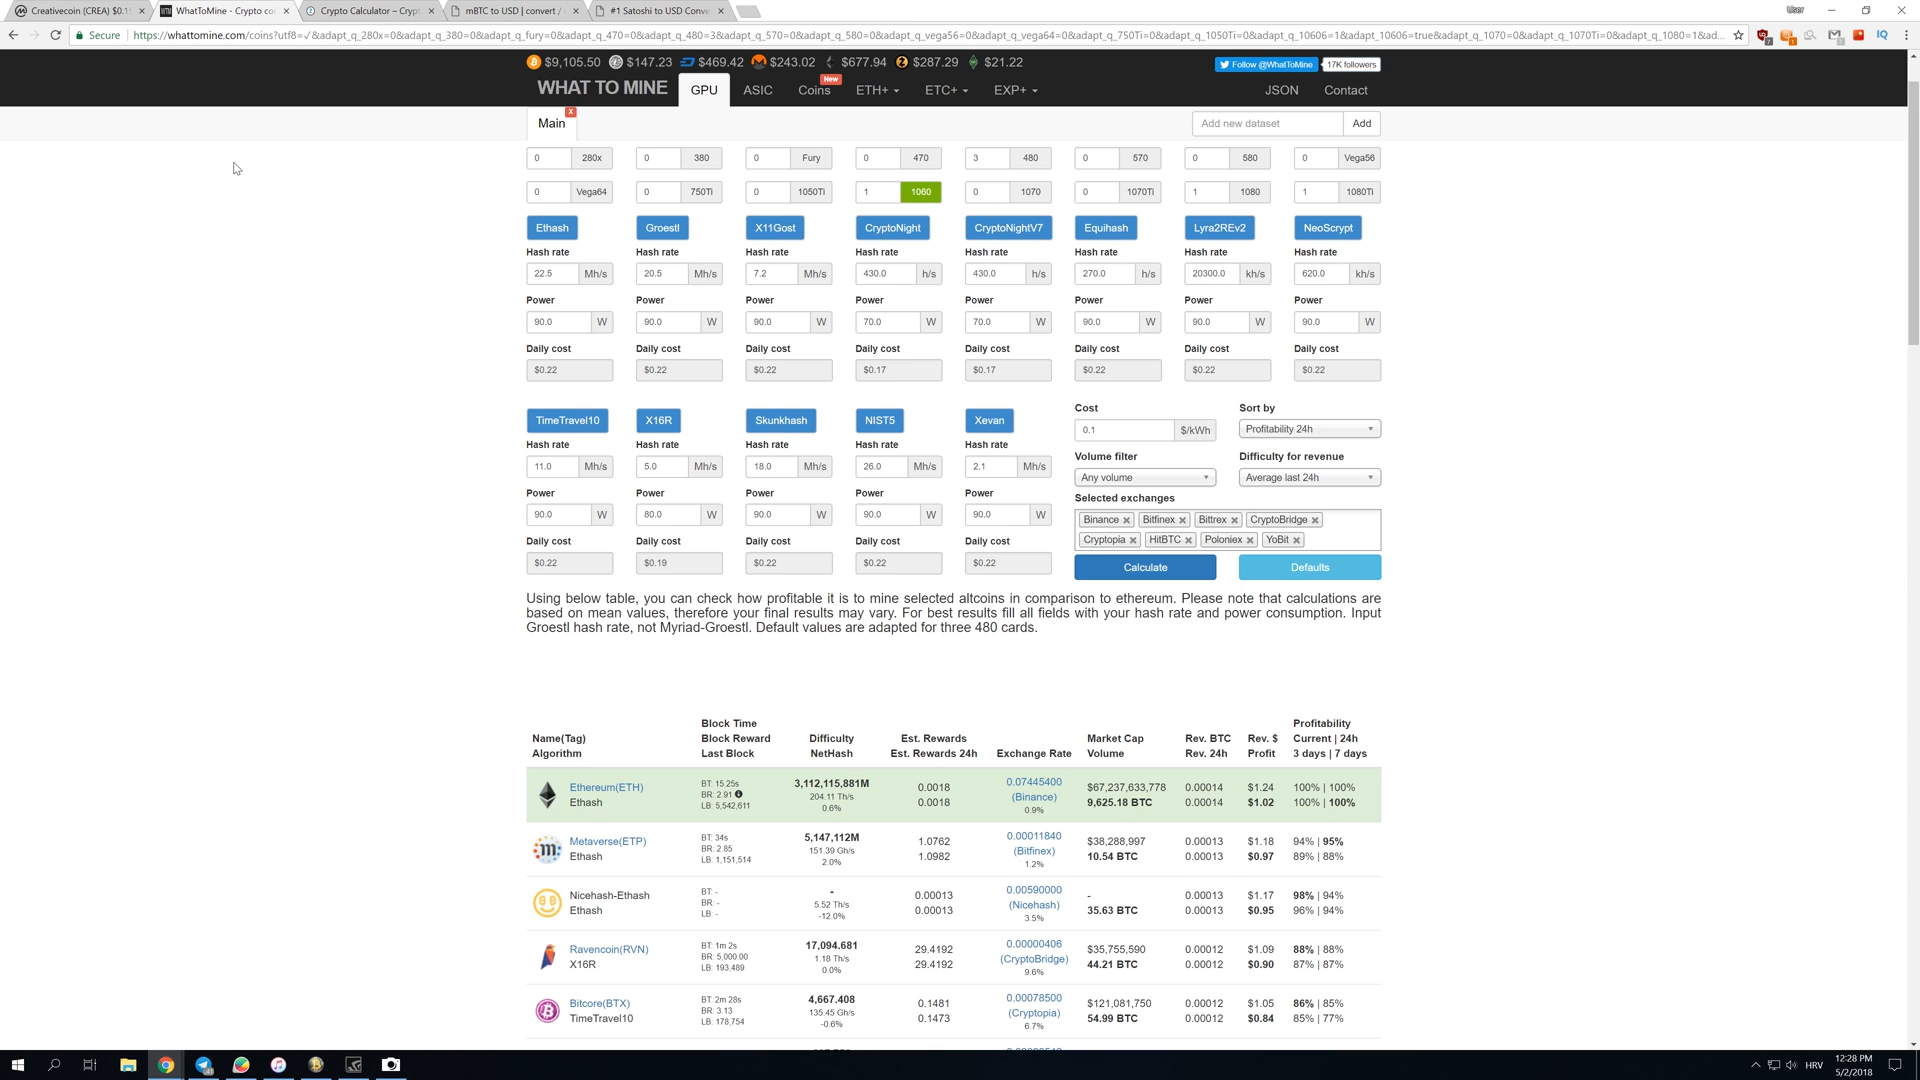 Creativecoin (CREA) $0.1
WhatToMine - Crypto co
Crypto Calculator – Crypt
mBTC to USD | convert /
#1 Satoshi to USD Conve
User
Secure
https://whattomine.com/coins?utf8=✓&adapt_q_280x=0&adapt_q_380=0&adapt_q_fury=0&adapt_q_470=0&adapt_q_480=3&adapt_q_570=0&adapt_q_580=0&adapt_q_vega56=0&adapt_q_vega64=0&adapt_q_750Ti=0&adapt_q_1050Ti=0&adapt_q_10606=1&adapt_10606=true&adapt_q_1070=0&adapt_q_1070Ti=0&adapt_q_1080=1&ad...
$9,105.50 $147.23 $469.42 $243.02 $677.94 $287.29 $21.22
Follow @WhatToMine 17K followers
WHAT TO MINE GPU ASIC Coins New ETH+ ETC+ EXP+ JSON Contact
Main x Add new dataset Add
0 280x 0 380 0 Fury 0 470 3 480 0 570 0 580 0 Vega56
0 Vega64 0 750Ti 0 1050Ti 1 1060 0 1070 0 1070Ti 1 1080 1 1080Ti
Ethash Groestl X11Gost CryptoNight CryptoNightV7 Equihash Lyra2REv2 NeoScrypt
Hash rate Hash rate Hash rate Hash rate Hash rate Hash rate Hash rate Hash rate
22.5 Mh/s 20.5 Mh/s 7.2 Mh/s 430.0 h/s 430.0 h/s 270.0 h/s 20300.0 kh/s 620.0 kh/s
Power Power Power Power Power Power Power Power
90.0 W 90.0 W 90.0 W 70.0 W 70.0 W 90.0 W 90.0 W 90.0 W
Daily cost Daily cost Daily cost Daily cost Daily cost Daily cost Daily cost Daily cost
$0.22 $0.22 $0.22 $0.17 $0.17 $0.22 $0.22 $0.22
TimeTravel10 X16R Skunkhash NIST5 Xevan
Hash rate Hash rate Hash rate Hash rate Hash rate
11.0 Mh/s 5.0 Mh/s 18.0 Mh/s 26.0 Mh/s 2.1 Mh/s
Power Power Power Power Power
90.0 W 80.0 W 90.0 W 90.0 W 90.0 W
Daily cost Daily cost Daily cost Daily cost Daily cost
$0.22 $0.19 $0.22 $0.22 $0.22
Cost Sort by
0.1 $/kWh Profitability 24h
Volume filter Difficulty for revenue
Any volume Average last 24h
Selected exchanges
Binance Bitfinex Bittrex CryptoBridge
Cryptopia HitBTC Poloniex YoBit
Calculate Defaults
Using below table, you can check how profitable it is to mine selected altcoins in comparison to ethereum. Please note that calculations are
based on mean values, therefore your final results may vary. For best results fill all fields with your hash rate and power consumption. Input
Groestl hash rate, not Myriad-Groestl. Default values are adapted for three 480 cards.
Block Time Profitability
Name(Tag) Block Reward Difficulty Est. Rewards Market Cap Rev. BTC Rev. $ Current | 24h
Algorithm Last Block NetHash Est. Rewards 24h Exchange Rate Volume Rev. 24h Profit 3 days | 7 days
Ethereum(ETH) BT: 15.25s 3,112,115,881M 0.0018 0.07445400 $67,237,633,778 0.00014 $1.24 100% | 100%
Ethash BR: 2.91 204.11 Th/s 0.0018 (Binance) 9,625.18 BTC 0.00014 $1.02 100% | 100%
LB: 5,542,611 0.6% 0.9%
Metaverse(ETP) BT: 34s 5,147,112M 1.0762 0.00011840 $38,288,997 0.00013 $1.18 94% | 95%
Ethash BR: 2.85 151.39 Gh/s 1.0982 (Bitfinex) 10.54 BTC 0.00013 $0.97 89% | 88%
LB: 1,151,514 2.0% 1.2%
Nicehash-Ethash BT: - - 0.00013 0.00590000 - 0.00013 $1.17 98% | 94%
Ethash BR: - 5.52 Th/s 0.00013 (Nicehash) 35.63 BTC 0.00013 $0.95 96% | 94%
LB: - -12.0% 3.5%
Ravencoin(RVN) BT: 1m 2s 17,094.681 29.4192 0.00000406 $35,755,590 0.00012 $1.09 88% | 88%
X16R BR: 5,000.00 1.18 Th/s 29.4192 (CryptoBridge) 44.21 BTC 0.00012 $0.90 87% | 87%
LB: 193,489 0.0% 9.6%
Bitcore(BTX) BT: 2m 28s 4,667.408 0.1481 0.00078500 $121,081,750 0.00012 $1.05 86% | 85%
TimeTravel10 BR: 3.13 135.45 Gh/s 0.1473 (Cryptopia) 54.99 BTC 0.00012 $0.84 85% | 77%
LB: 178,754 -0.6% 6.7%
HRV
12:28 PM
5/2/2018